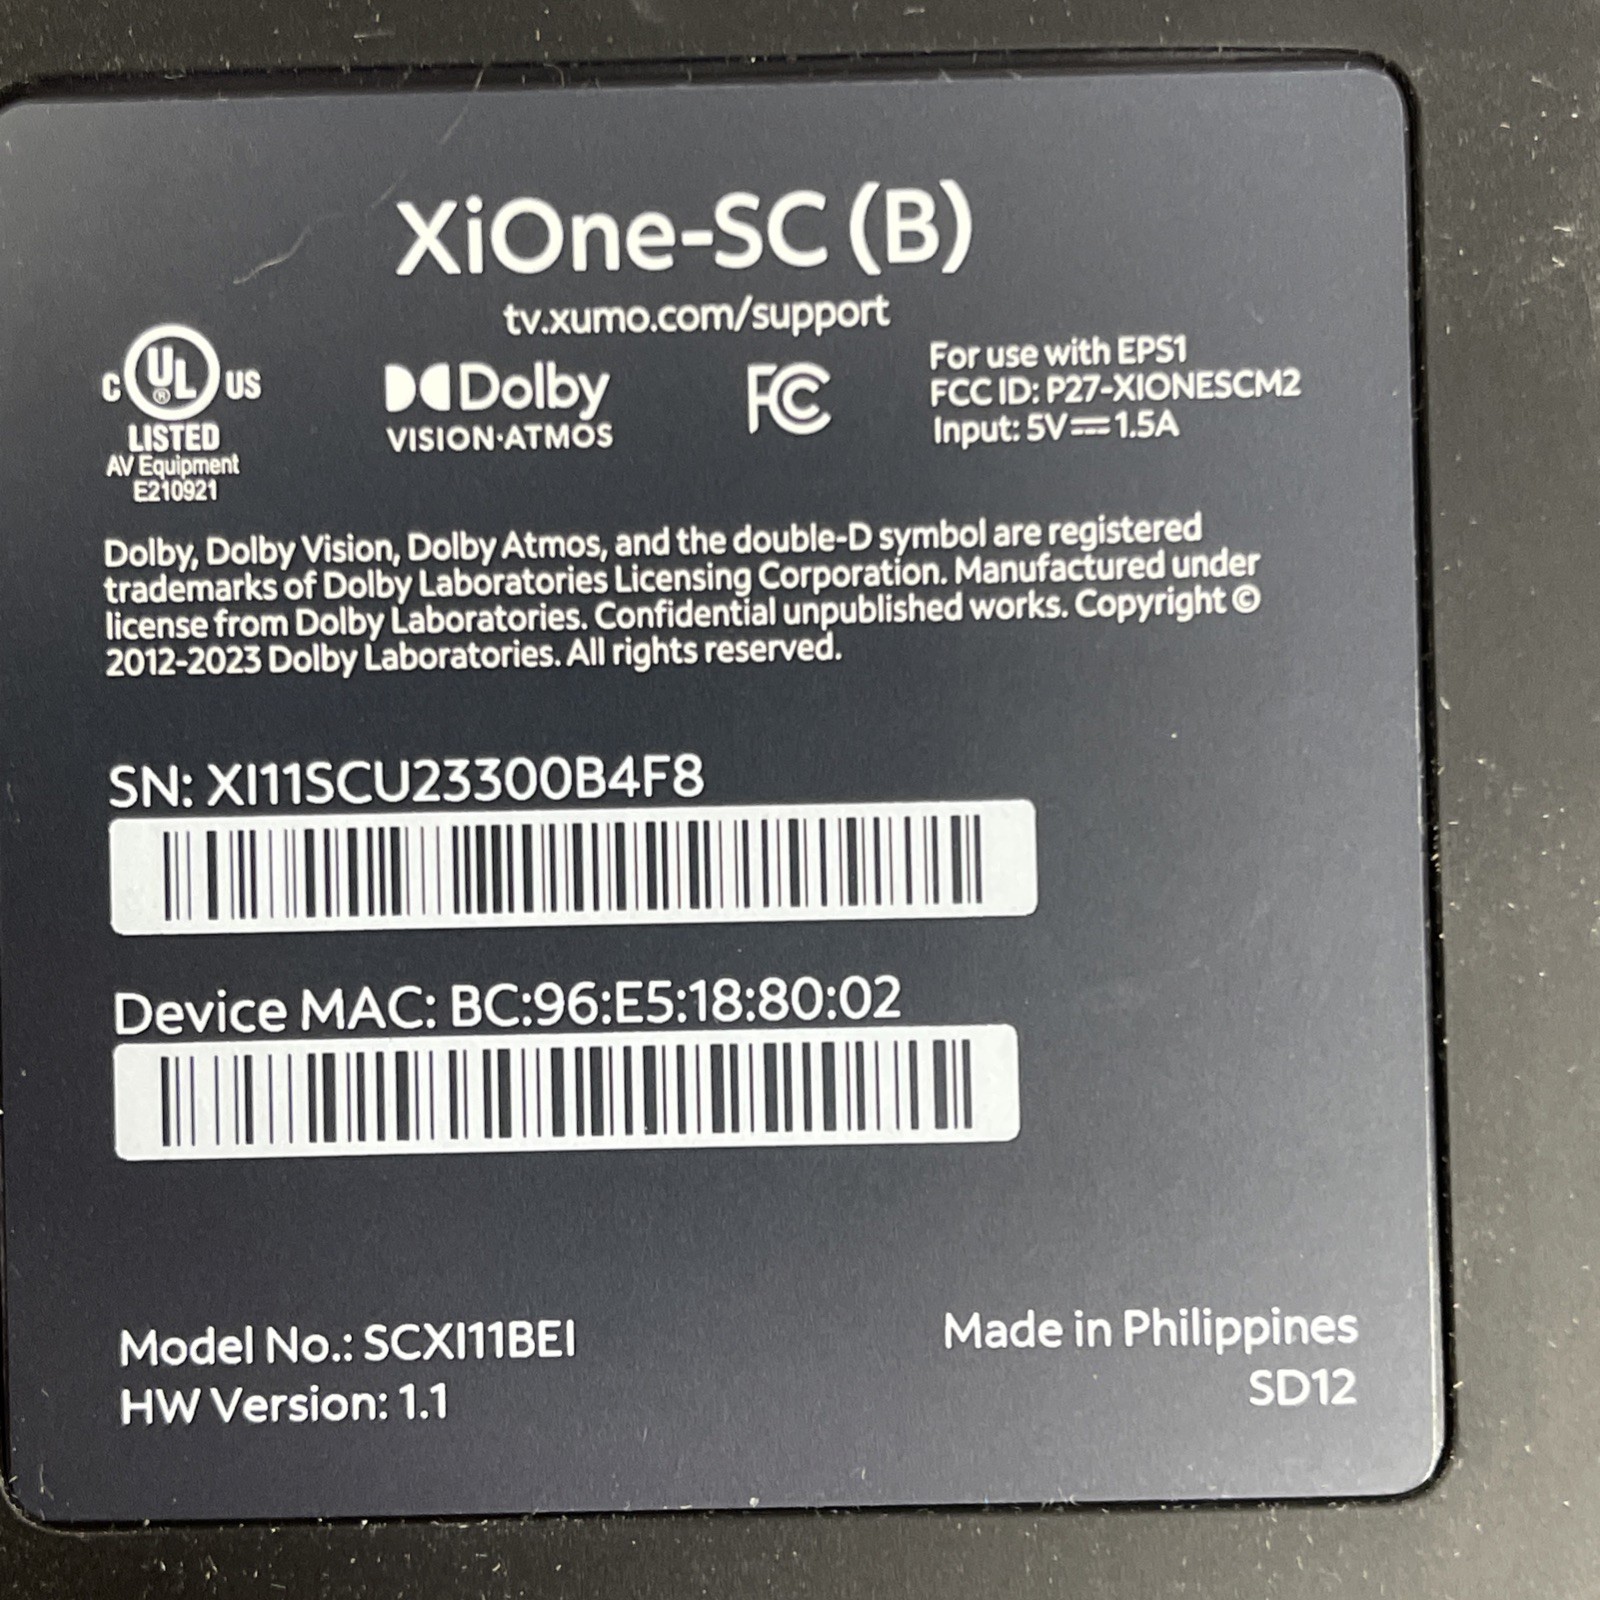 XiOne-SC (B)
tv.xumo.com/support
C UL ® US
LISTED
AV Equipment
E210921
Dolby
VISION·ATMOS
FC
For use with EPS1
FCC ID: P27-XIONESCM2
Input: 5V⎓1.5A
Dolby, Dolby Vision, Dolby Atmos, and the double-D symbol are registered
trademarks of Dolby Laboratories Licensing Corporation. Manufactured under
license from Dolby Laboratories. Confidential unpublished works. Copyright ©
2012-2023 Dolby Laboratories. All rights reserved.
SN: XI11SCU23300B4F8
Device MAC: BC:96:E5:18:80:02
Model No.: SCXI11BEI
HW Version: 1.1
Made in Philippines
SD12